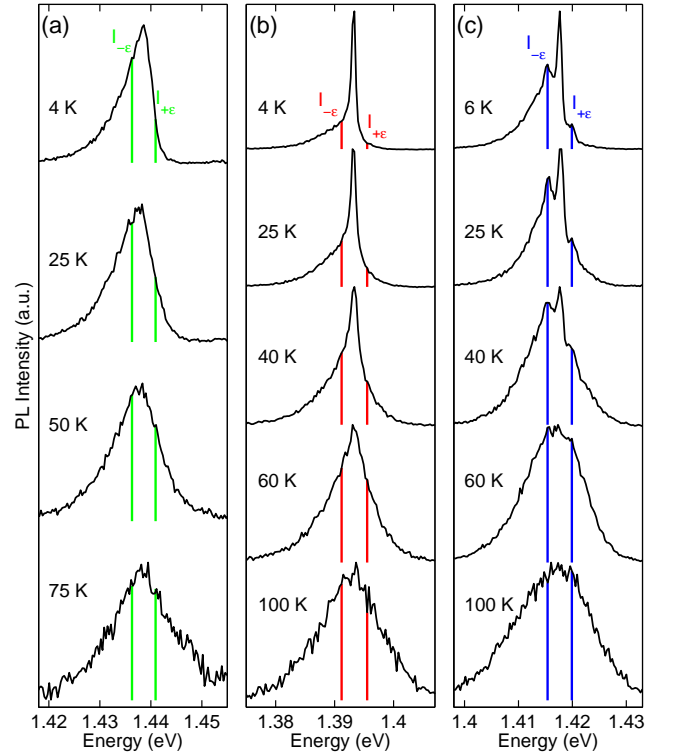 (a)
I-ε
I+ε
4 K
25 K
50 K
75 K
1.42 1.43 1.44 1.45
Energy (eV)
PL Intensity (a.u.)
(b)
I-ε
I+ε
4 K
25 K
40 K
60 K
100 K
1.38 1.39 1.4
Energy (eV)
(c)
I-ε
I+ε
6 K
25 K
40 K
60 K
100 K
1.4 1.41 1.42 1.43
Energy (eV)